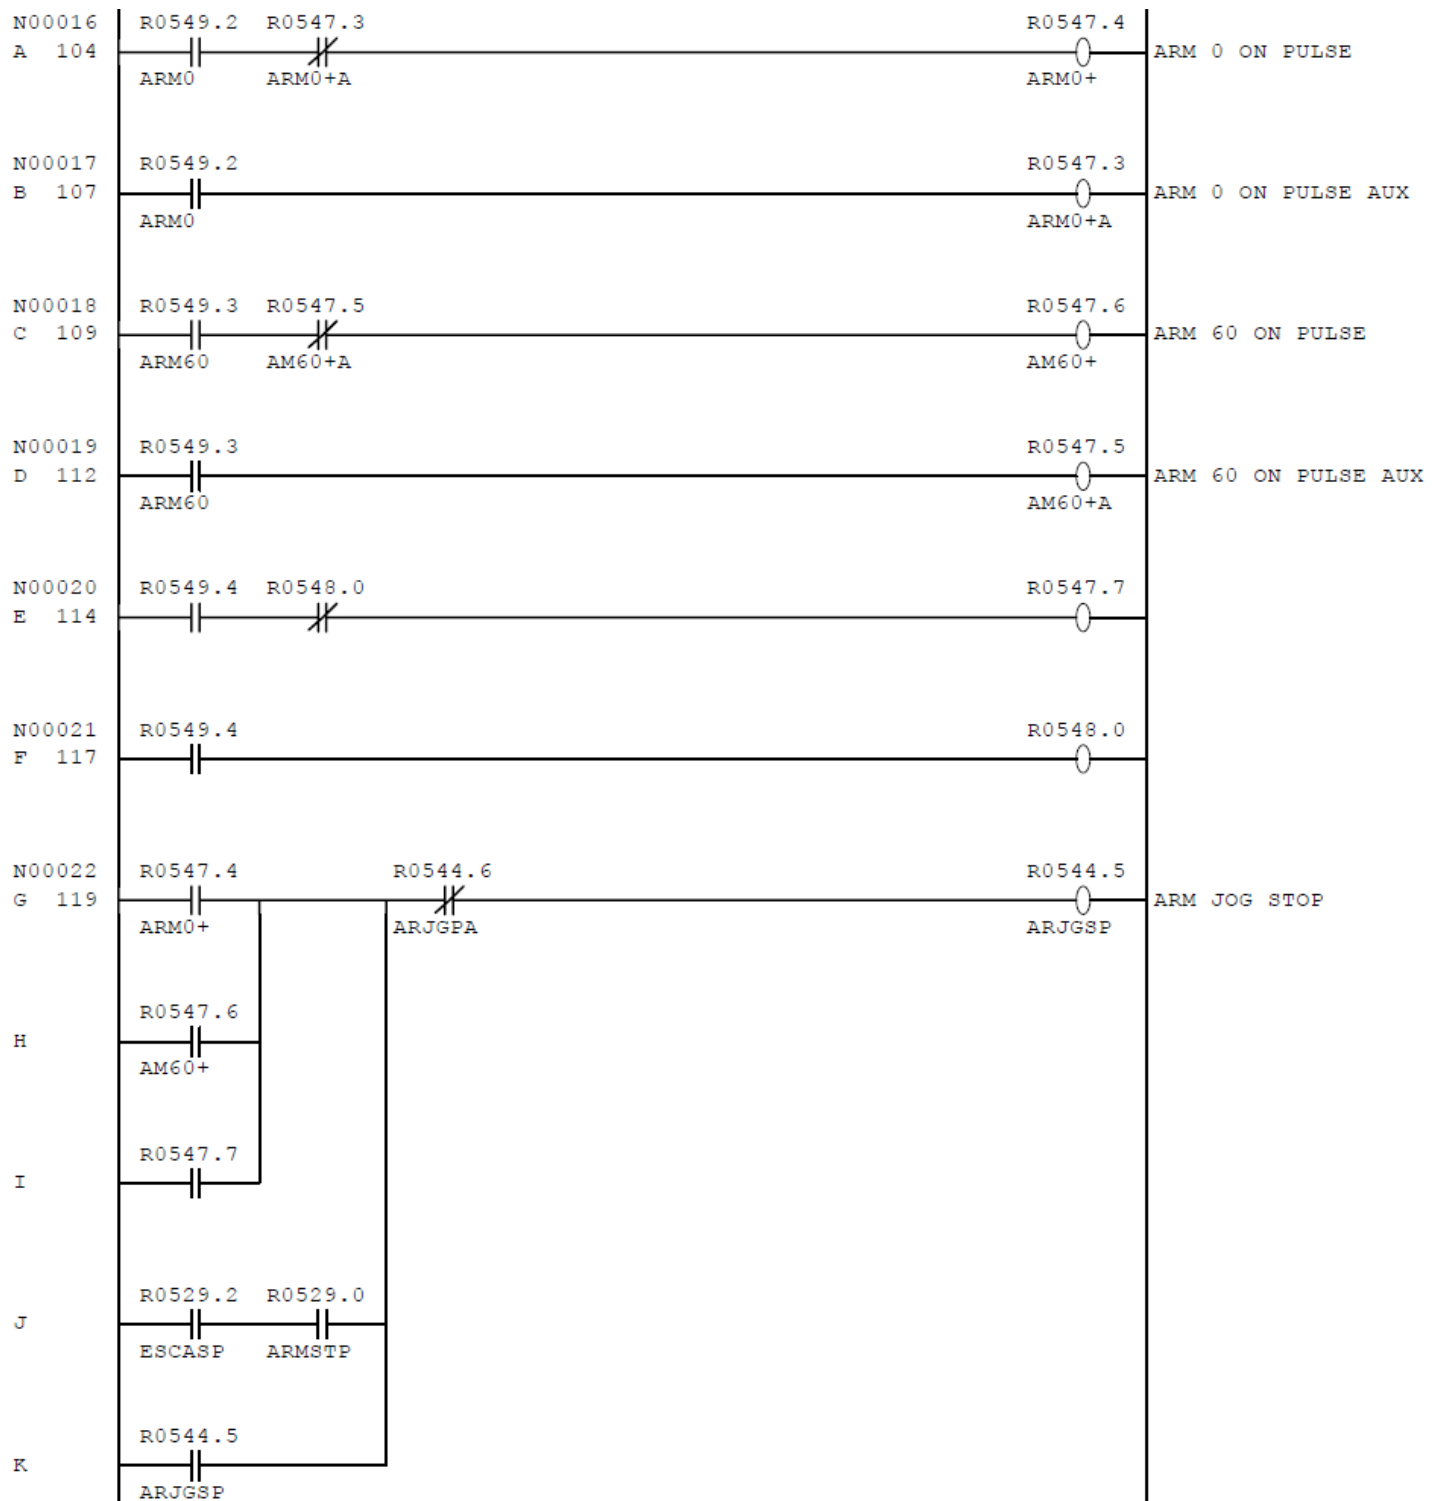 N00016 R0549.2 R0547.3 R0547.4
A 104 ARM 0 ON PULSE
ARM0 ARM0+A ARM0+
N00017 R0549.2 R0547.3
B 107 ARM 0 ON PULSE AUX
ARM0 ARM0+A
N00018 R0549.3 R0547.5 R0547.6
C 109 ARM 60 ON PULSE
ARM60 AM60+A AM60+
N00019 R0549.3 R0547.5
D 112 ARM 60 ON PULSE AUX
ARM60 AM60+A
N00020 R0549.4 R0548.0 R0547.7
E 114
N00021 R0549.4 R0548.0
F 117
N00022 R0547.4 R0544.6 R0544.5
G 119 ARM JOG STOP
ARM0+ ARJGPA ARJGSP
R0547.6
H
AM60+
R0547.7
I
R0529.2 R0529.0
J
ESCASP ARMSTP
R0544.5
K
ARJGSP